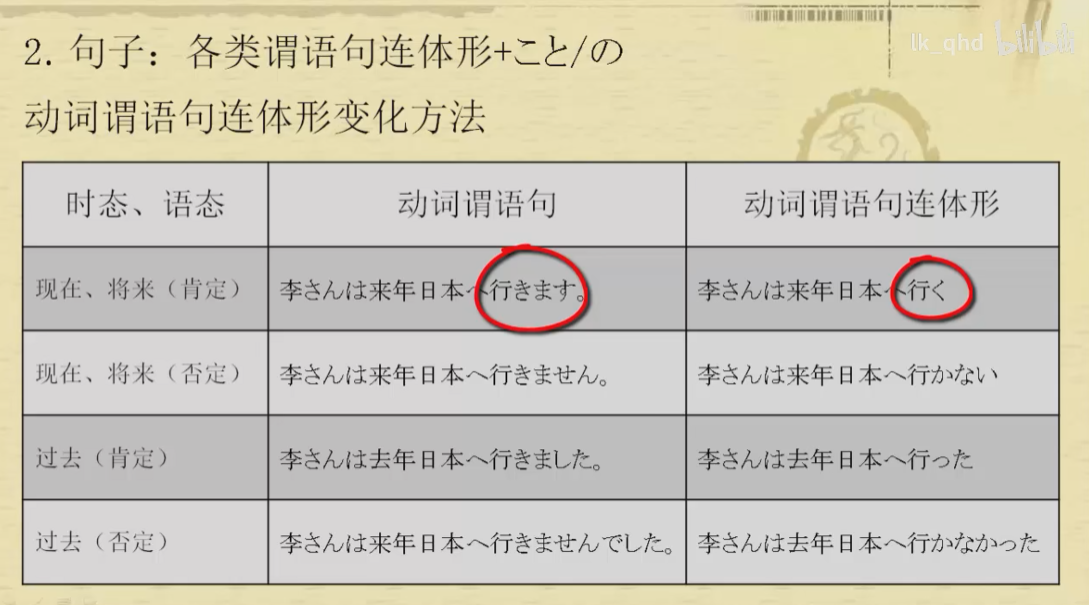 lk_qhd bilibili
2. 句子：各类谓语句连体形+こと/の
动词谓语句连体形变化方法
时态、语态 动词谓语句 动词谓语句连体形
现在、将来（肯定） 李さんは来年日本へ行きます。 李さんは来年日本へ行く
现在、将来（否定） 李さんは来年日本へ行きません。 李さんは来年日本へ行かない
过去（肯定） 李さんは去年日本へ行きました。 李さんは去年日本へ行った
过去（否定） 李さんは来年日本へ行きませんでした。 李さんは去年日本へ行かなかった